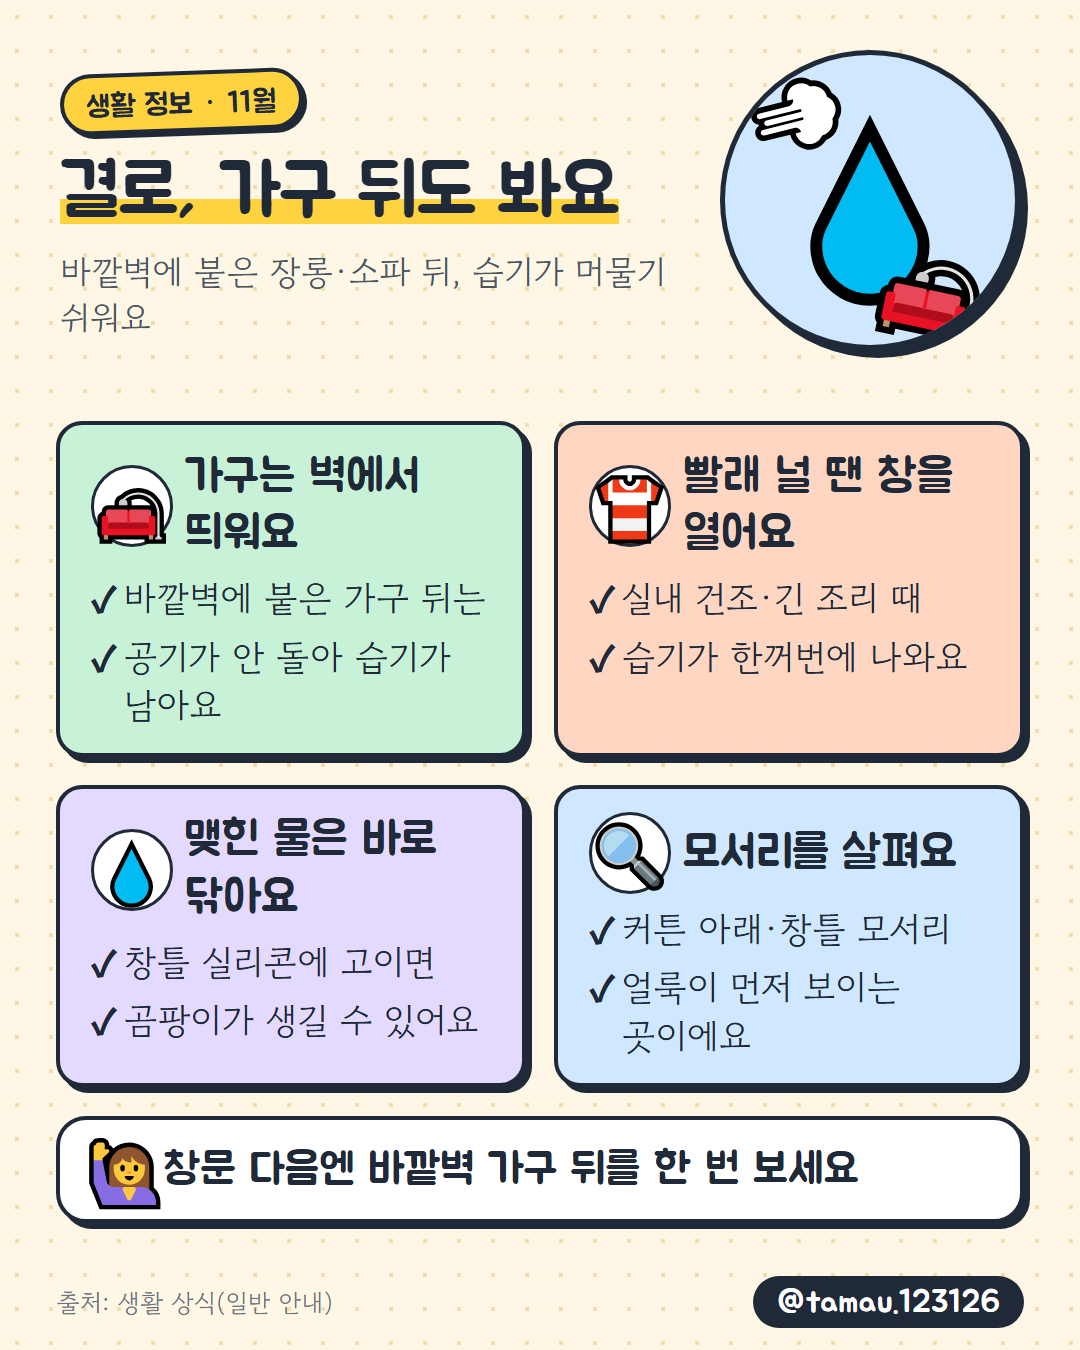 생활 정보 · 11월
결로, 가구 뒤도 봐요
바깥벽에 붙은 장롱·소파 뒤, 습기가 머물기
쉬워요
가구는 벽에서
띄워요
✓ 바깥벽에 붙은 가구 뒤는
✓ 공기가 안 돌아 습기가
남아요
빨래 널 땐 창을
열어요
✓ 실내 건조·긴 조리 때
✓ 습기가 한꺼번에 나와요
맺힌 물은 바로
닦아요
✓ 창틀 실리콘에 고이면
✓ 곰팡이가 생길 수 있어요
모서리를 살펴요
✓ 커튼 아래·창틀 모서리
✓ 얼룩이 먼저 보이는
곳이에요
창문 다음엔 바깥벽 가구 뒤를 한 번 보세요
출처: 생활 상식(일반 안내)
@tamau.123126